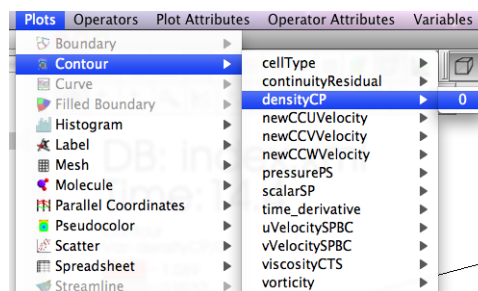 Plots Operators Plot Attributes Operator Attributes Variables
Boundary
Contour
Curve
Filled Boundary
Histogram
Label
Mesh
Molecule
Parallel Coordinates
Pseudocolor
Scatter
Spreadsheet
Streamline
cellType
continuityResidual
densityCP
newCCUVelocity
newCCVVelocity
newCCWVelocity
pressurePS
scalarSP
time_derivative
uVelocitySPBC
vVelocitySPBC
viscosityCTS
vorticity
0